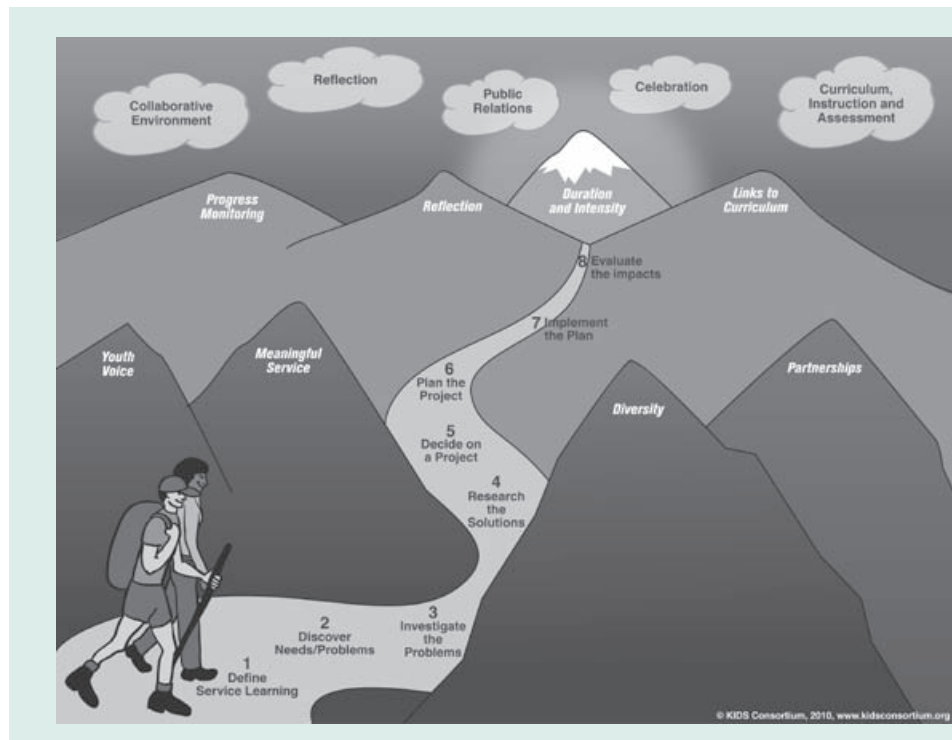 Collaborative
Environment
Reflection
Public
Relations
Celebration
Curriculum,
Instruction and
Assessment
Progress
Monitoring
Reflection
Duration
and Intensity
Links to
Curriculum
8 Evaluate
the impacts
7 Implement
the Plan
Youth
Voice
Meaningful
Service
6
Plan the
Project
Partnerships
Diversity
5
Decide on
a Project
4
Research
the
Solutions
3
Investigate
the
Problems
2
Discover
Needs/Problems
1
Define
Service Learning
© KIDS Consortium, 2010, www.kidsconsortium.org